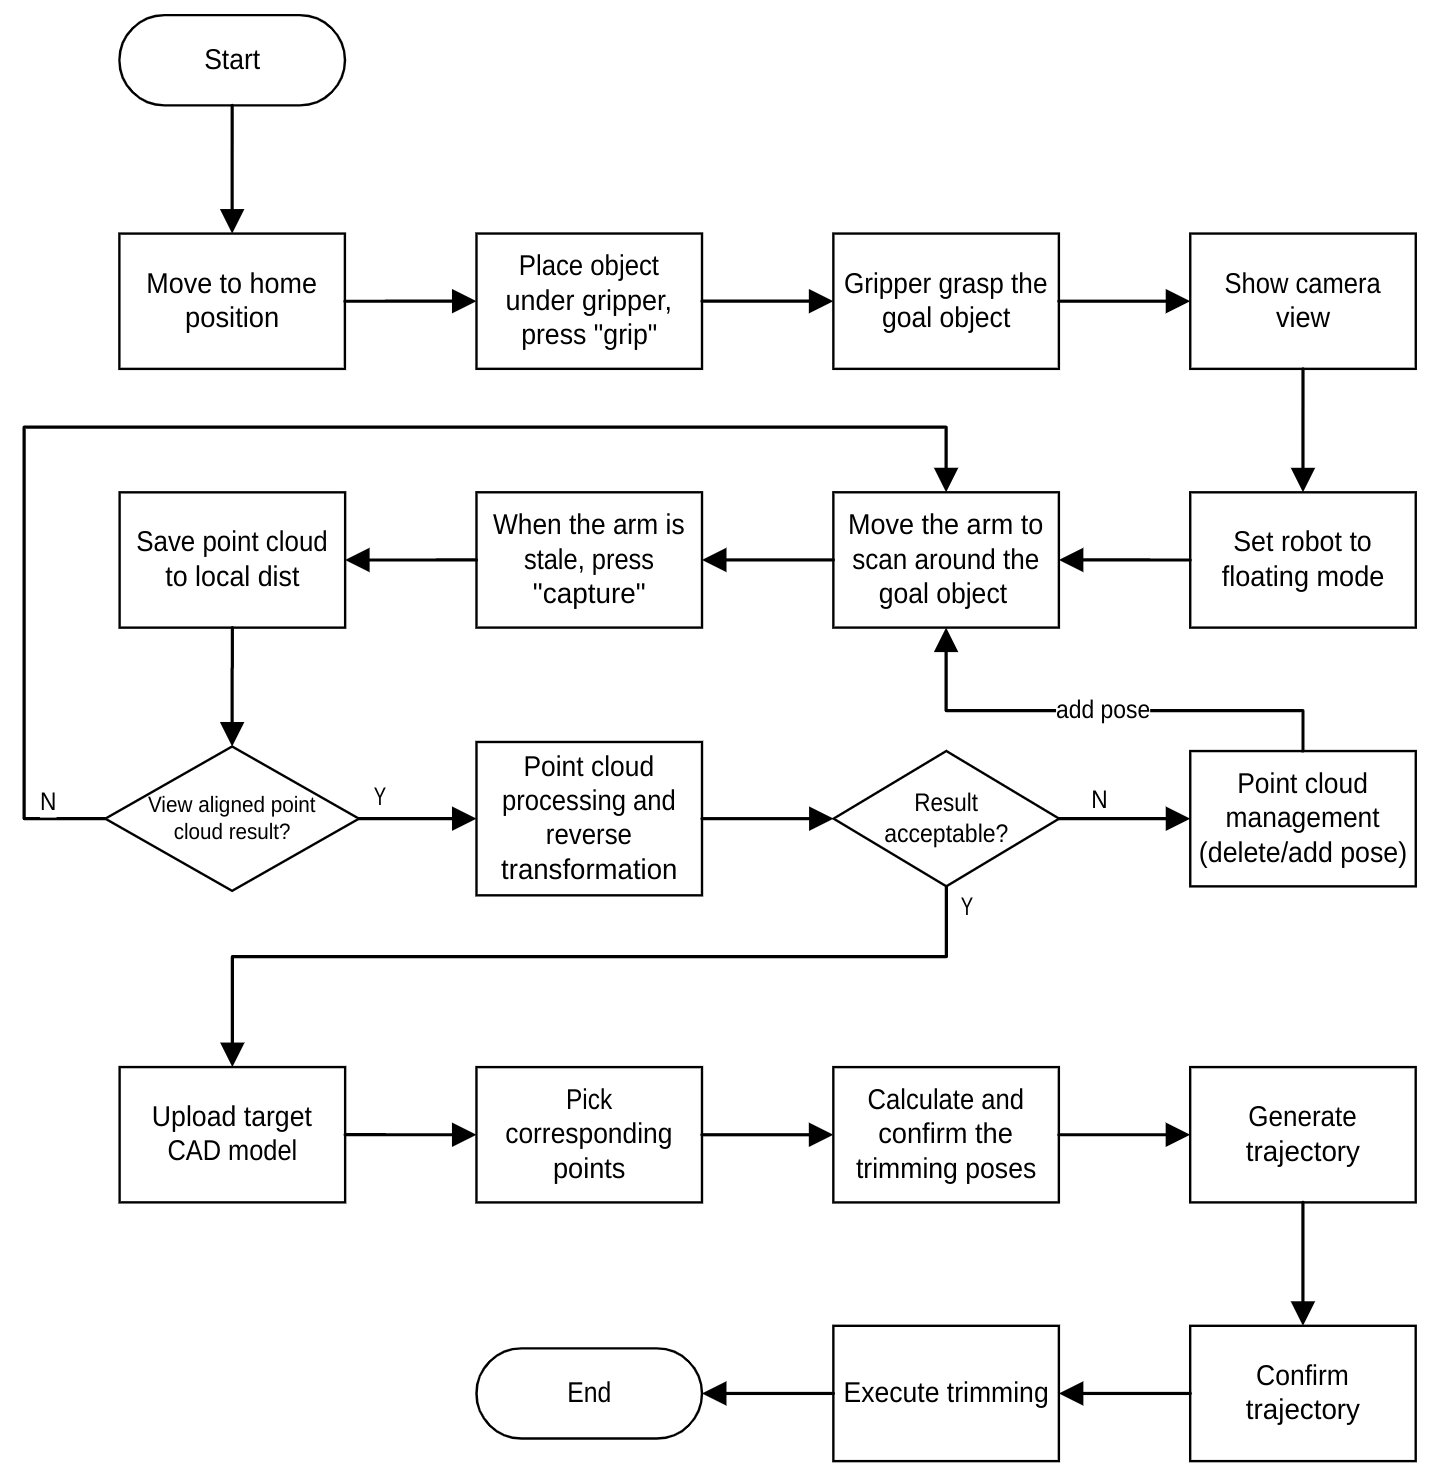 Start
Move to home
position
Place object
under gripper,
press "grip"
Gripper grasp the
goal object
Show camera
view
Set robot to
floating mode
Move the arm to
scan around the
goal object
When the arm is
stale, press
"capture"
Save point cloud
to local dist
add pose
View aligned point
cloud result?
N
Y
Point cloud
processing and
reverse
transformation
Result
acceptable?
N
Y
Point cloud
management
(delete/add pose)
Upload target
CAD model
Pick
corresponding
points
Calculate and
confirm the
trimming poses
Generate
trajectory
Confirm
trajectory
Execute trimming
End